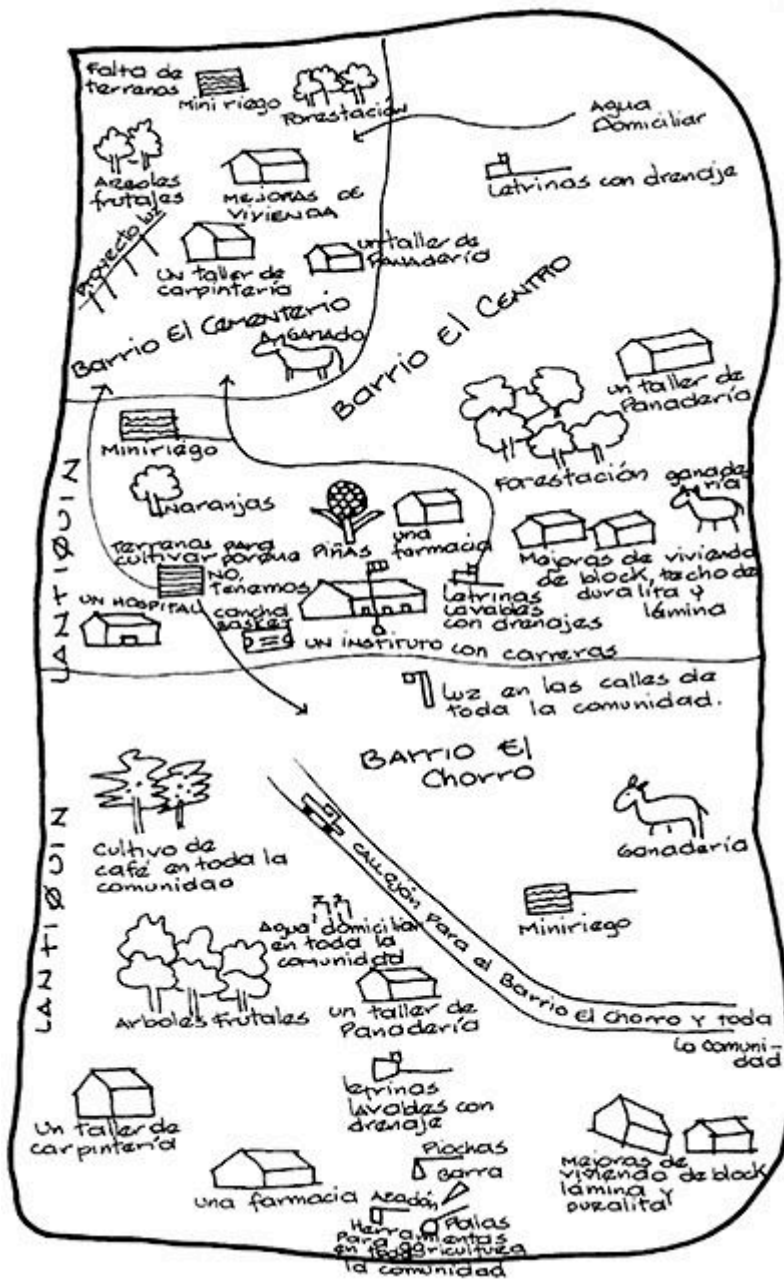 Falta de
terrenos
Mini riego
Forestación
Agua
Domiciliar
Letrinas con drenaje
Arboles
frutales
MEJORAS DE
VIVIENDA
Proyecto luz
Un taller de
carpintería
un taller de
Panadería
Barrio El Cementerio
GANADO
Barrio El CENTRO
un taller de
Panadería
Miniriego
Forestación
ganade
ría
Naranjas
Piñas
una
farmacia
Mejoras de vivienda
de block, techo de
duralita y
lámina
terrenos para
cultivar porque
NO,
Tenemos
UN HOSPITAL
cancha
basket
letrinas
lavables
con drenajes
UN INSTITUTO con carreras
LANTIQUIN
luz en las calles de
toda la comunidad.
BARRIO El
Chorro
Cultivo de
café en toda la
comunidad
Ganadería
CALLEJÓN para el Barrio El Chorro y toda
la comuni-
dad
Miniriego
Agua domiciliar
en toda la
comunidad
Arboles Frutales
un taller de
Panadería
LANTIQUIN
Un taller de
carpintería
letrinas
lavables con
drenaje
Mejoras de
vivienda de block
lámina y
duralita
una farmacia
Piochas
Barra
Azadón
Palas
Herramientas
Para agricultura
en toda
la comunidad